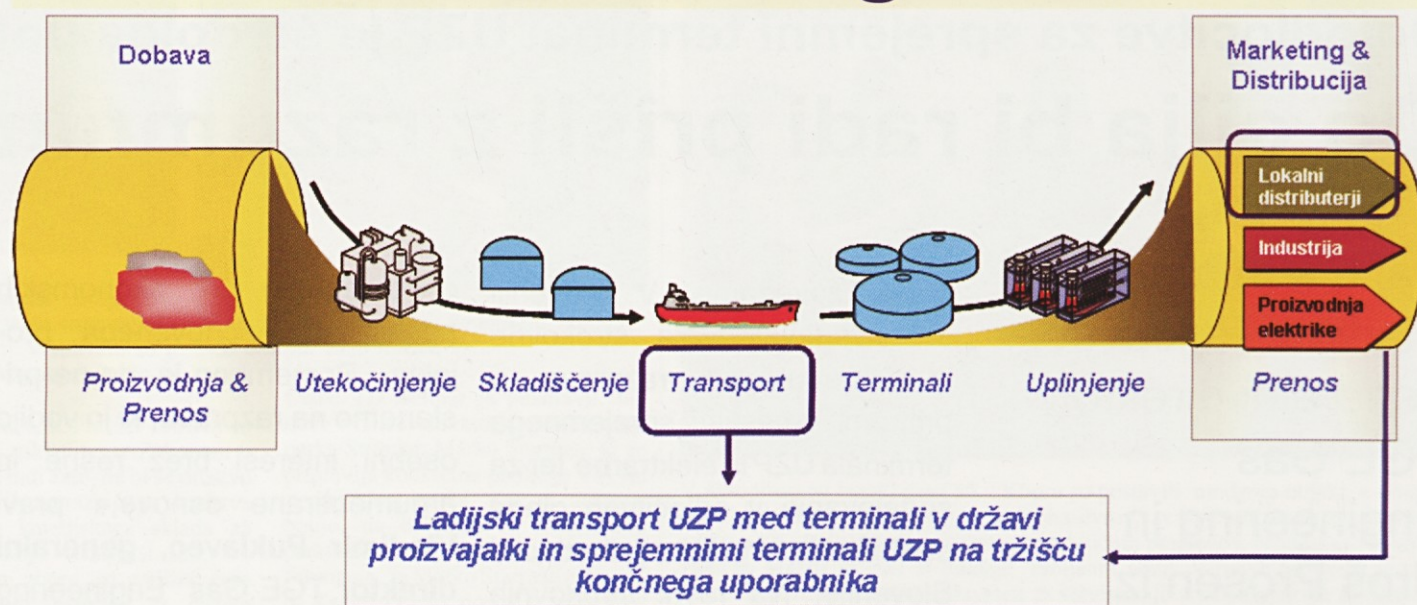 Dobava
Marketing &
Distribucija
Lokalni
distributerji
Industrija
Proizvodnja
elektrike
Proizvodnja &
Prenos
Utekočinjenje
Skladiščenje
Transport
Terminali
Uplinjenje
Prenos
Ladijski transport UZP med terminali v državi
proizvajalki in sprejemnimi terminali UZP na tržišču
končnega uporabnika